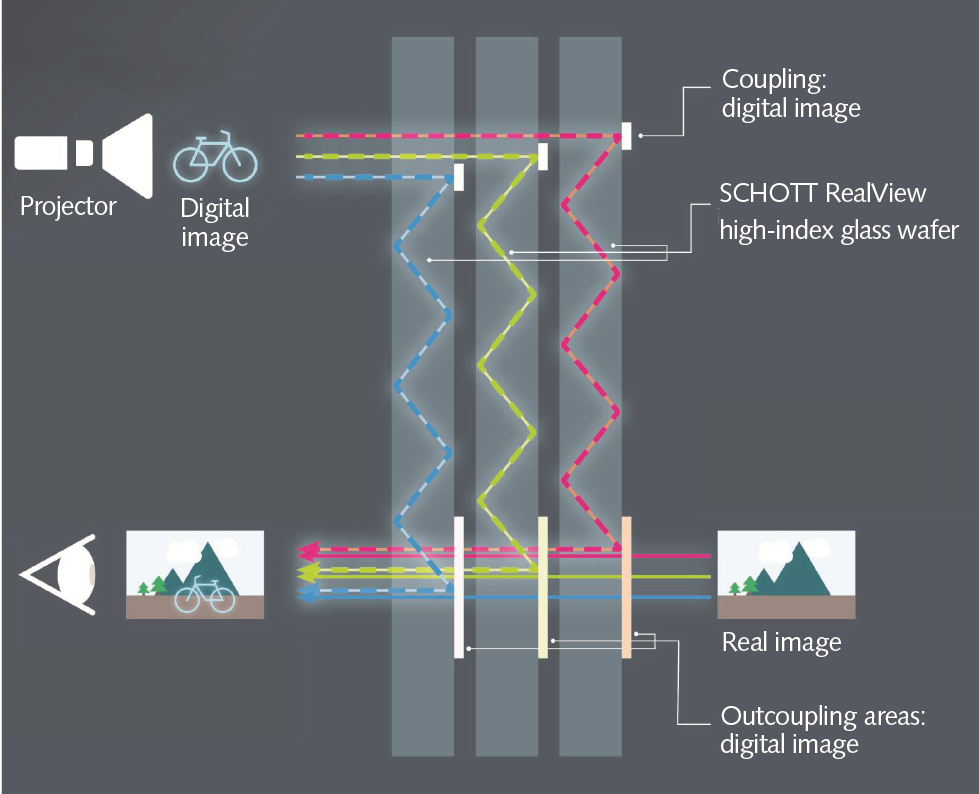 Coupling:
digital image
Projector
Digital
image
SCHOTT RealView
high-index glass wafer
Real image
Outcoupling areas:
digital image